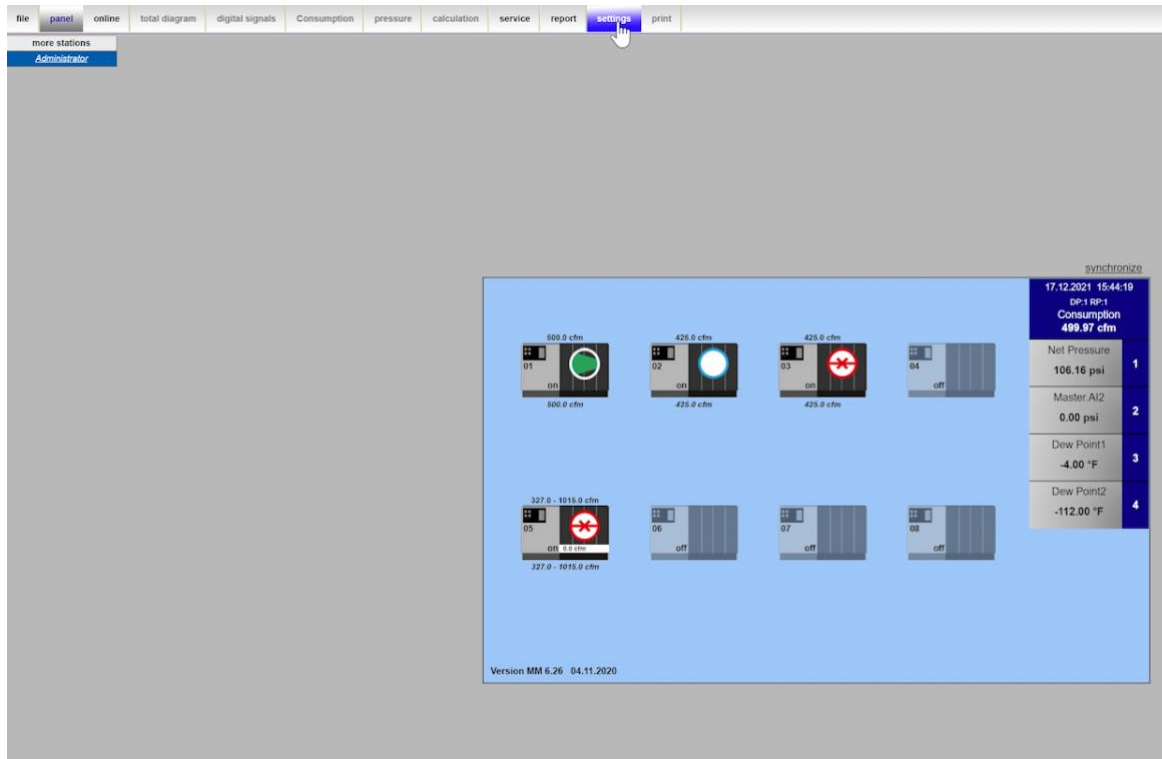 file panel online total diagram digital signals Consumption pressure calculation service report settings print
more stations
Administrator
synchronize
17.12.2021 15:44:19
DP:1 RP:1
Consumption
499.97 cfm
Net Pressure
106.16 psi
1
Master.AI2
0.00 psi
2
Dew Point1
-4.00 °F
3
Dew Point2
-112.00 °F
4
500.0 cfm
01
on
500.0 cfm
425.0 cfm
02
on
425.0 cfm
425.0 cfm
03
on
425.0 cfm
04
off
327.0 - 1015.0 cfm
05
on 0.0 cfm
327.0 - 1015.0 cfm
06
off
07
off
08
off
Version MM 6.26 04.11.2020